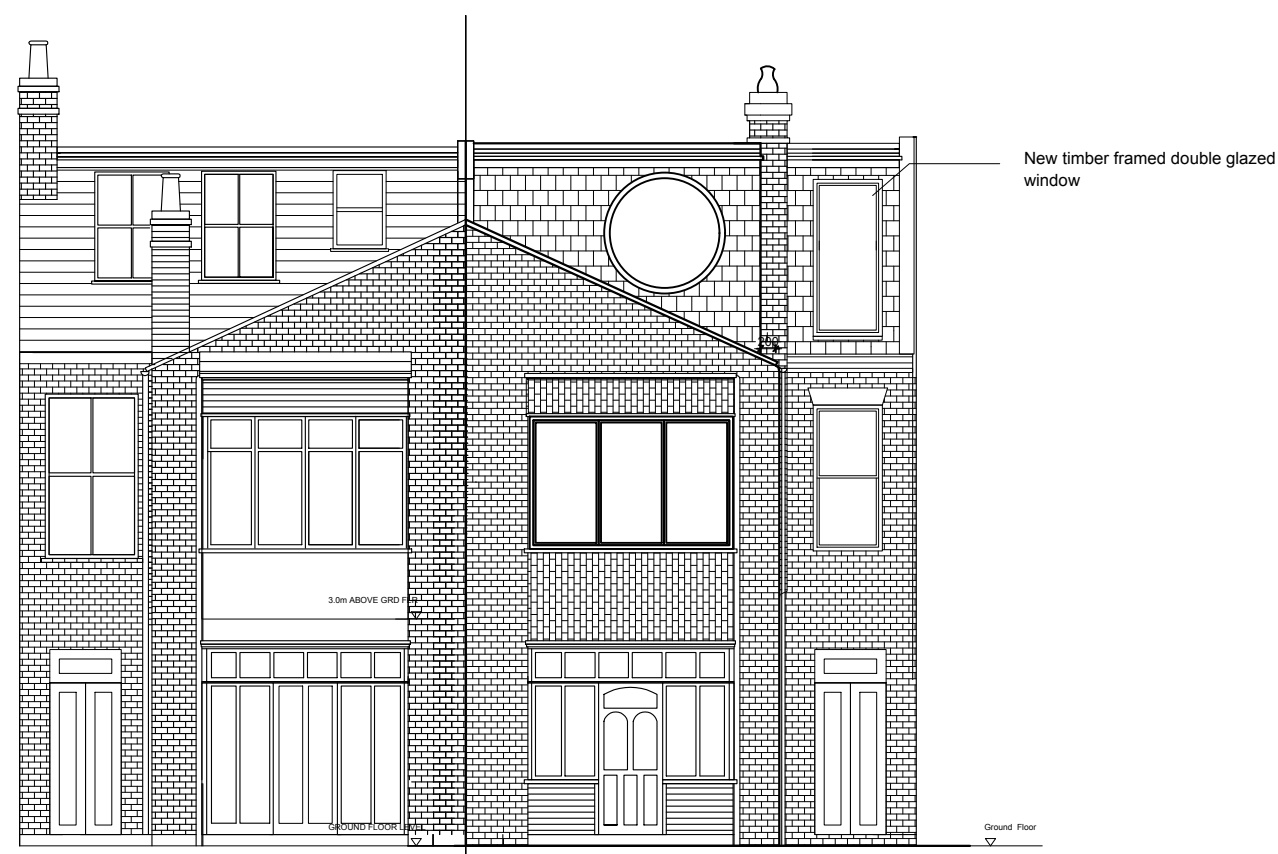 New timber framed double glazed
window
200
3.0m ABOVE GRD FLR
GROUND FLOOR LEVEL
Ground Floor